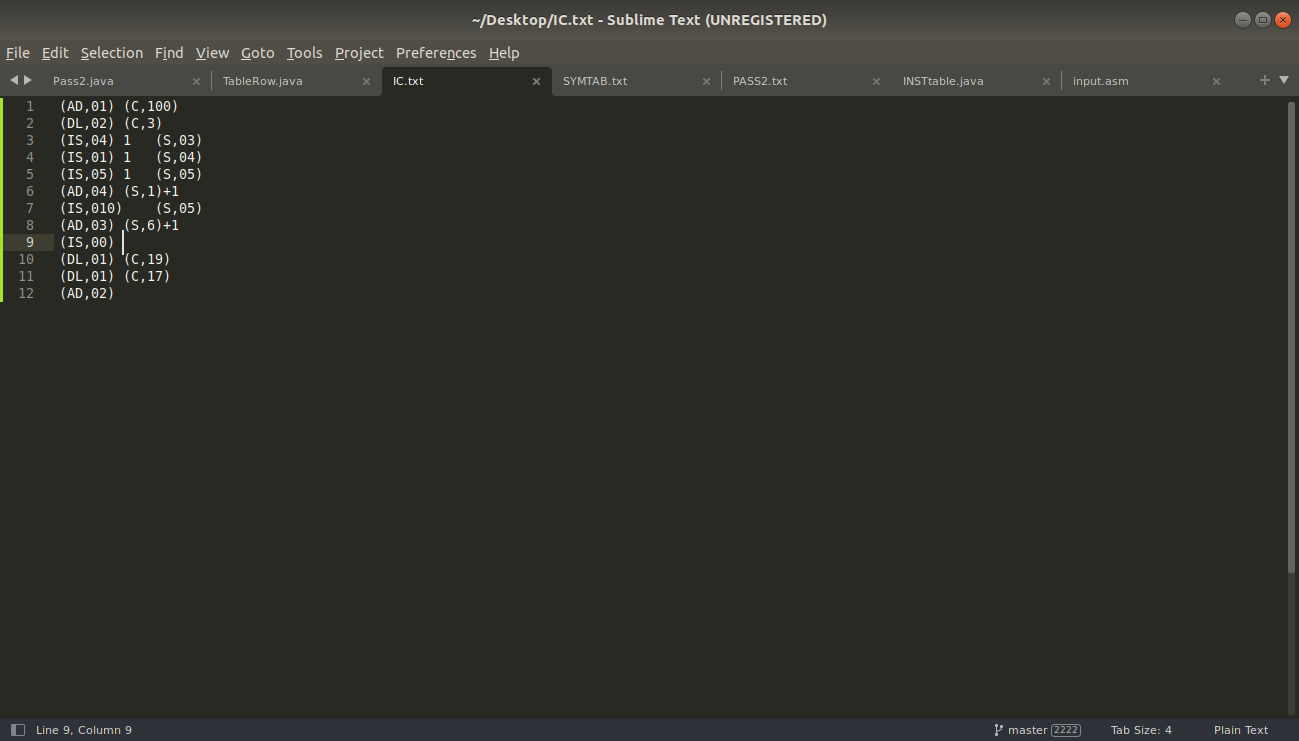 ~/Desktop/IC.txt - Sublime Text (UNREGISTERED)
File Edit Selection Find View Goto Tools Project Preferences Help
Pass2.java × TableRow.java × IC.txt × SYMTAB.txt × PASS2.txt × INSTtable.java × input.asm × +
1 (AD,01) (C,100)
2 (DL,02) (C,3)
3 (IS,04) 1 (S,03)
4 (IS,01) 1 (S,04)
5 (IS,05) 1 (S,05)
6 (AD,04) (S,1)+1
7 (IS,010) (S,05)
8 (AD,03) (S,6)+1
9 (IS,00)
10 (DL,01) (C,19)
11 (DL,01) (C,17)
12 (AD,02)
Line 9, Column 9 master 2222 Tab Size: 4 Plain Text